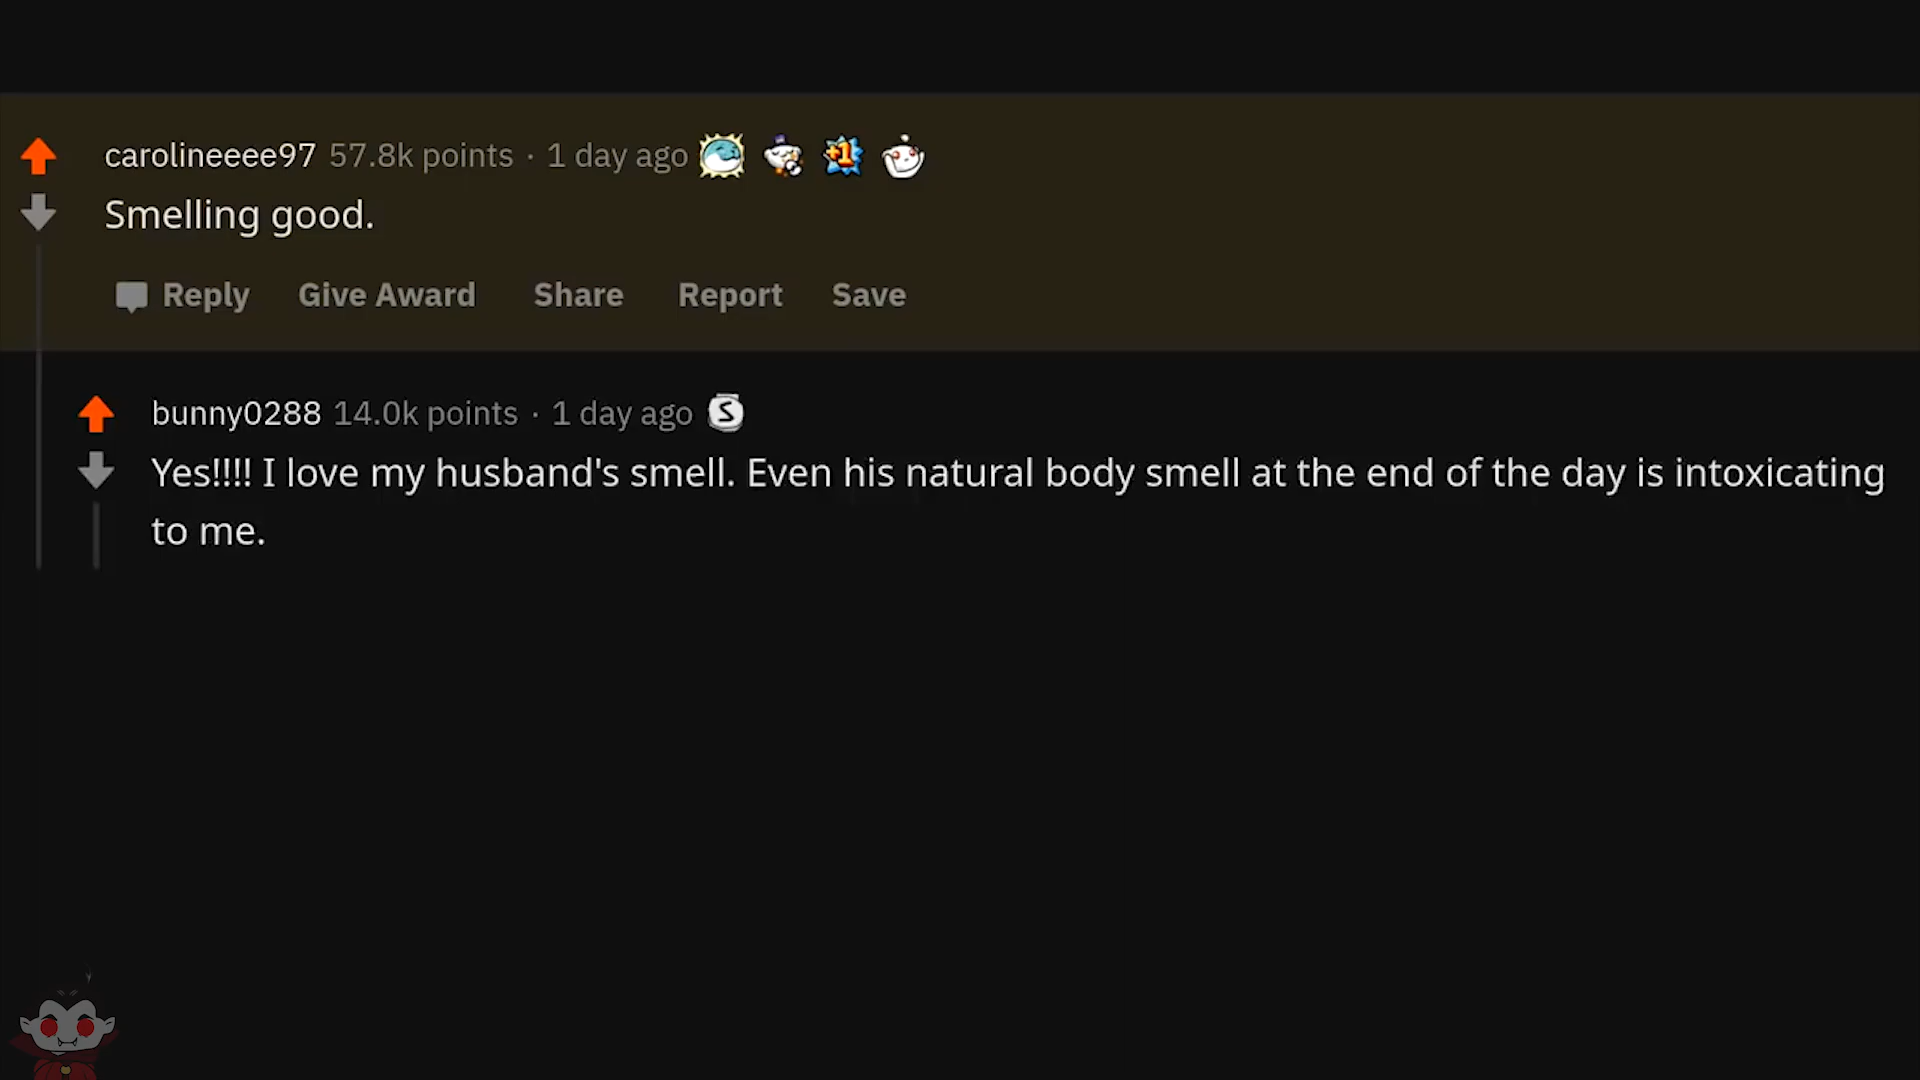 carolineeee97 57.8k points · 1 day ago +1
Smelling good.
Reply Give Award Share Report Save
bunny0288 14.0k points · 1 day ago S
Yes!!!! I love my husband's smell. Even his natural body smell at the end of the day is intoxicating
to me.